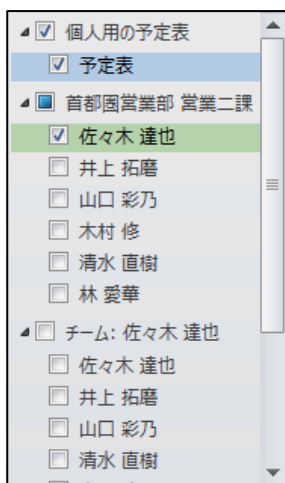 個人用の予定表
予定表
首都圏営業部 営業二課
佐々木 達也
井上 拓磨
山口 彩乃
木村 修
清水 直樹
林 愛華
チーム: 佐々木 達也
佐々木 達也
井上 拓磨
山口 彩乃
清水 直樹